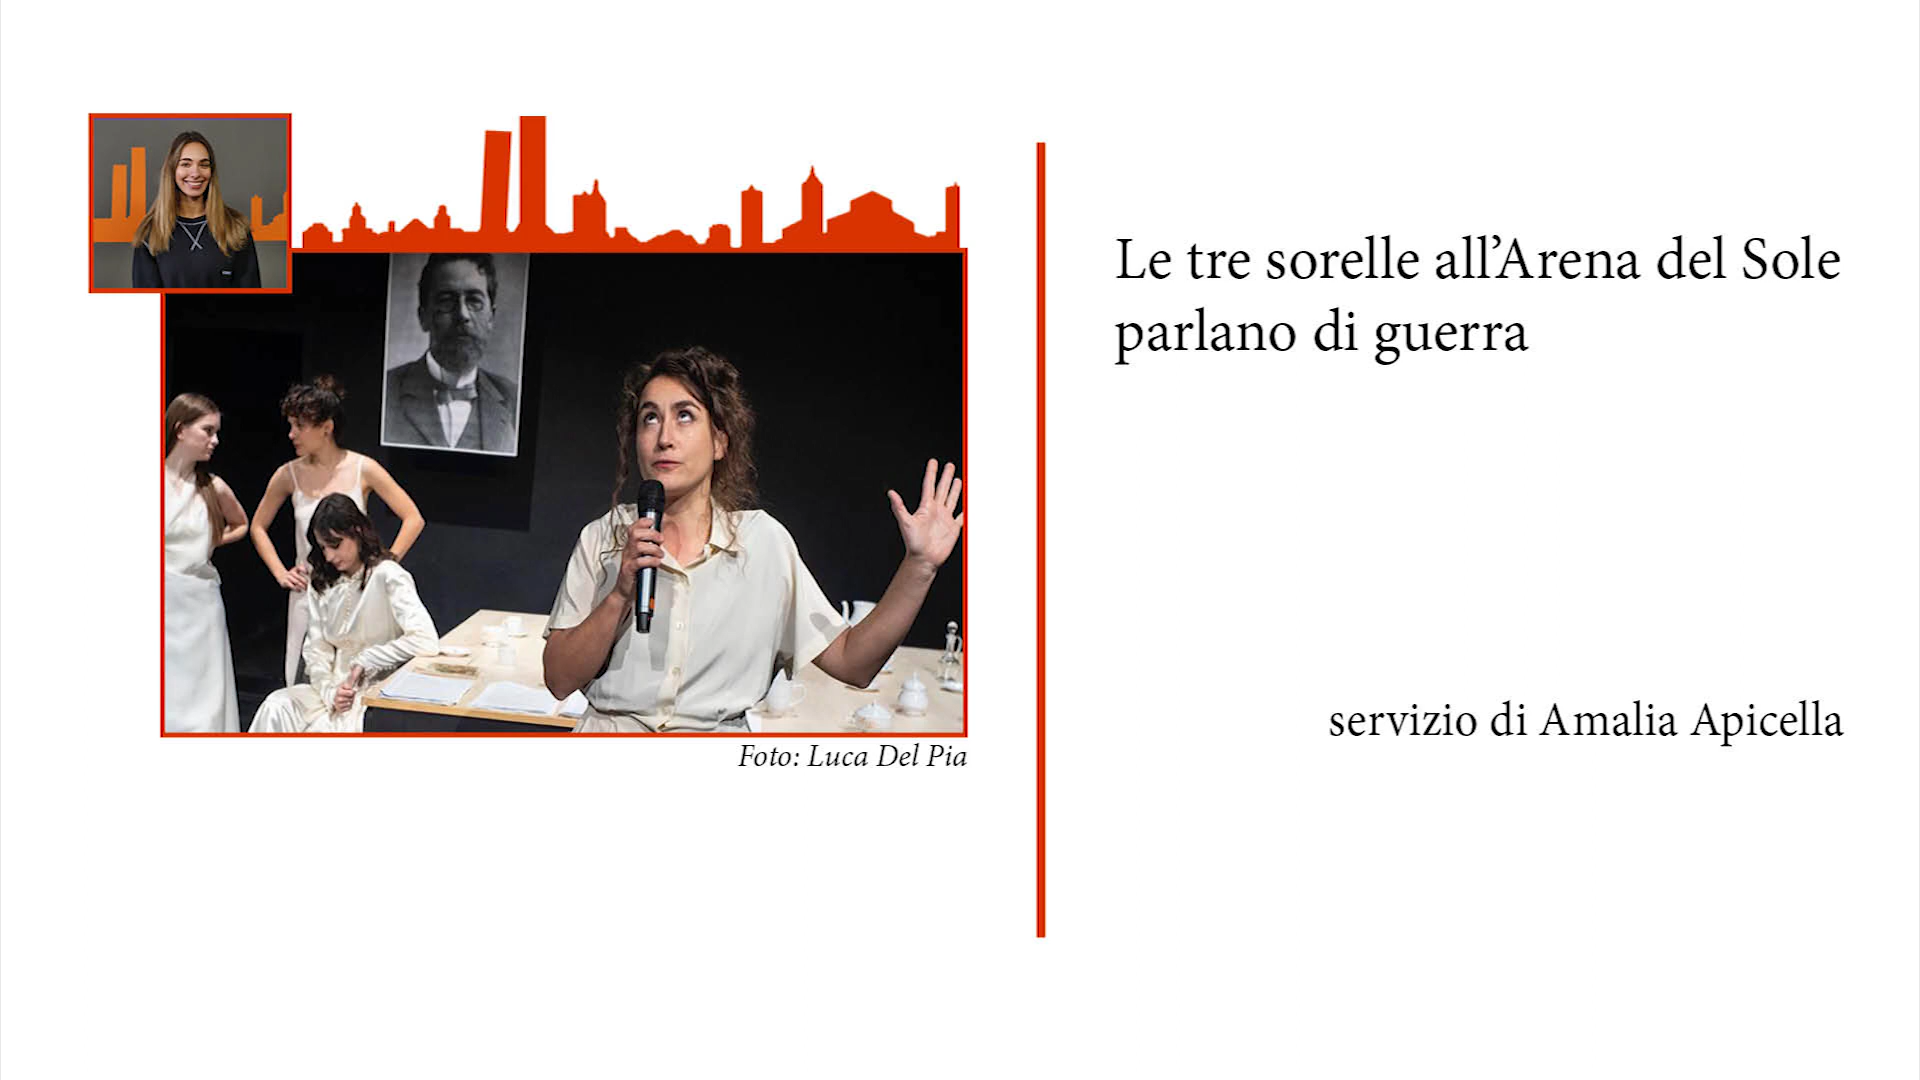 Le tre sorelle all’Arena del Sole
parlano di guerra
servizio di Amalia Apicella
Foto: Luca Del Pia